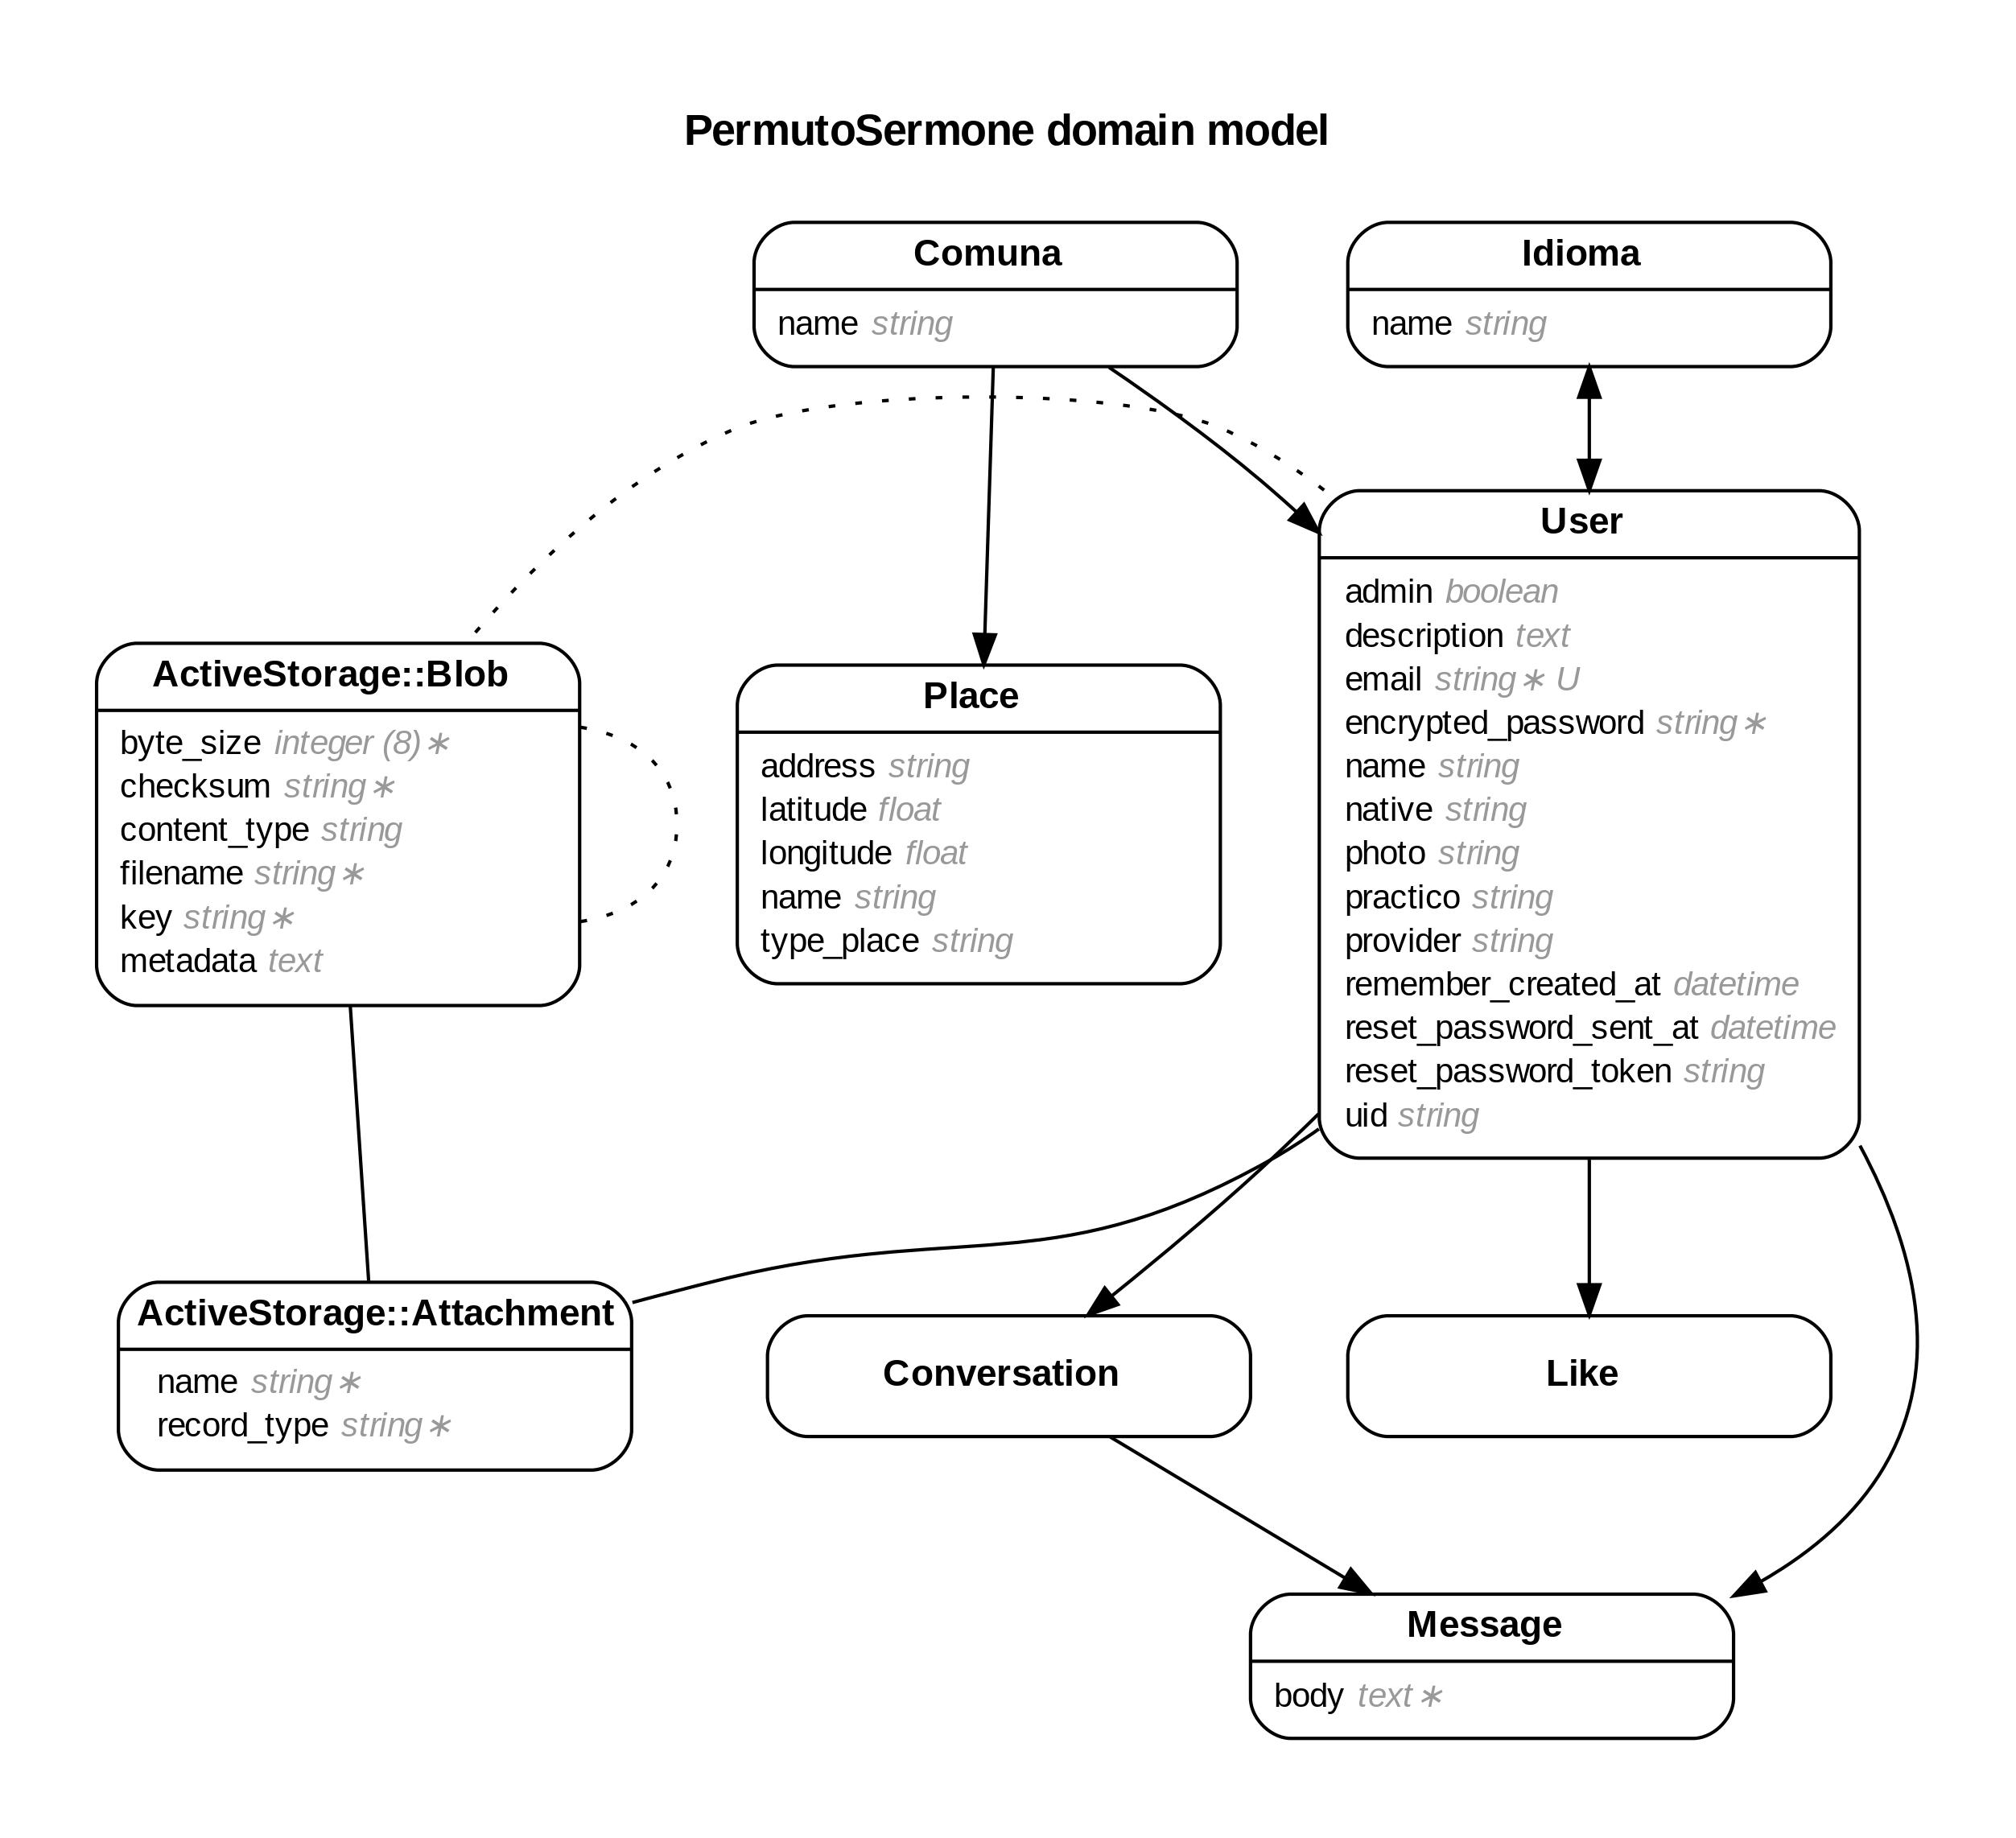 PermutoSermone domain model
Comuna
name string
Idioma
name string
User
admin boolean
description text
email string∗ U
encrypted_password string∗
name string
native string
photo string
practico string
provider string
remember_created_at datetime
reset_password_sent_at datetime
reset_password_token string
uid string
ActiveStorage::Blob
byte_size integer (8)∗
checksum string∗
content_type string
filename string∗
key string∗
metadata text
Place
address string
latitude float
longitude float
name string
type_place string
ActiveStorage::Attachment
name string∗
record_type string∗
Conversation
Like
Message
body text∗